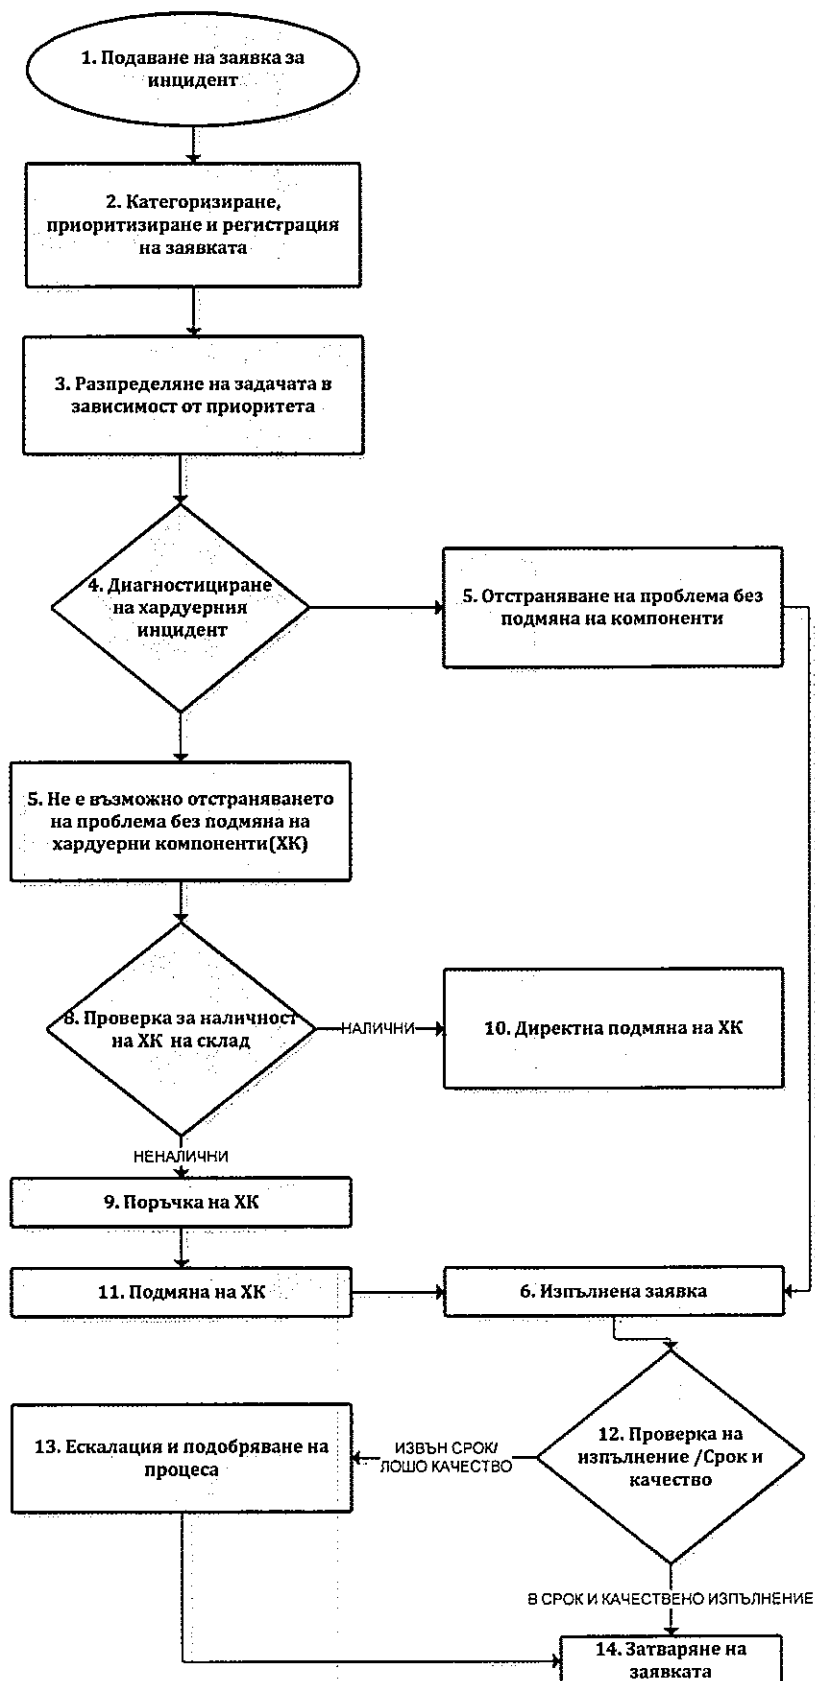 1. Подаване на заявка за
инцидент
2. Категоризиране,
приоритизиране и регистрация
на заявката
3. Разпределяне на задачата в
зависимост от приоритета
4. Диагностициране
на хардуерния
инцидент
5. Отстраняване на проблема без
подмяна на компоненти
5. Не е възможно отстраняването
на проблема без подмяна на
хардуерни компоненти(ХК)
8. Проверка за наличност
на ХК на склад
НАЛИЧНИ
10. Директна подмяна на ХК
НЕНАЛИЧНИ
9. Поръчка на ХК
11. Подмяна на ХК
6. Изпълнена заявка
12. Проверка на
изпълнение /Срок и
качество
ИЗВЪН СРОК/
ЛОШО КАЧЕСТВО
13. Ескалация и подобряване на
процеса
В СРОК И КАЧЕСТВЕНО ИЗПЪЛНЕНИЕ
14. Затваряне на
заявката